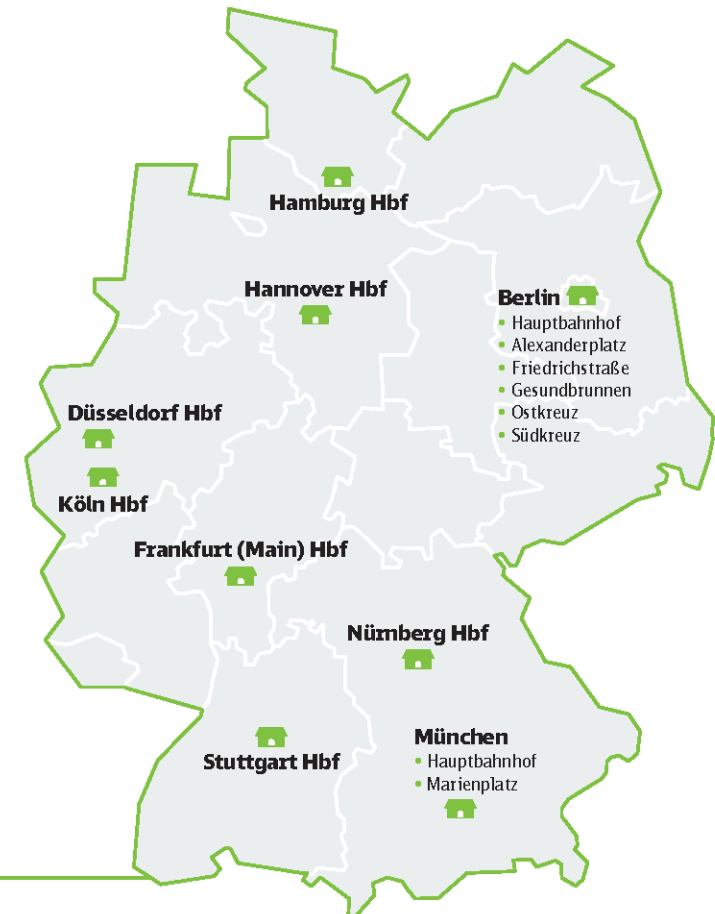 Hamburg Hbf
Hannover Hbf
Berlin
• Hauptbahnhof
• Alexanderplatz
• Friedrichstraße
• Gesundbrunnen
• Ostkreuz
• Südkreuz
Düsseldorf Hbf
Köln Hbf
Frankfurt (Main) Hbf
Nürnberg Hbf
Stuttgart Hbf
München
• Hauptbahnhof
• Marienplatz